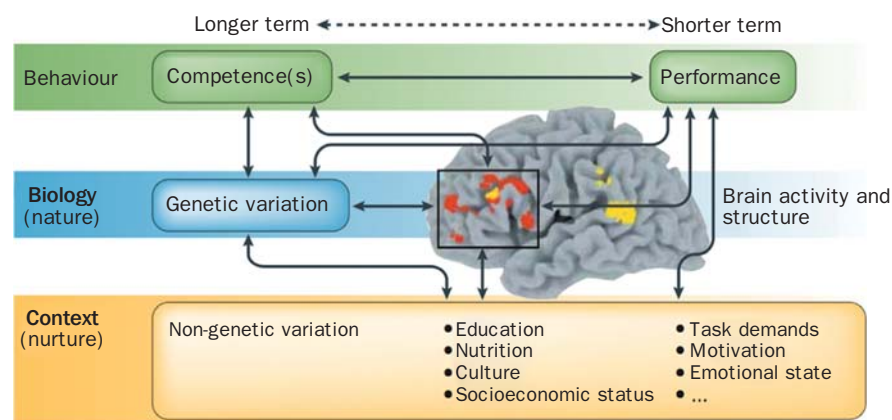 Longer term
Shorter term
Behaviour
Competence(s)
Performance
Biology
(nature)
Genetic variation
Brain activity and
structure
Context
(nurture)
Non-genetic variation
• Education
• Nutrition
• Culture
• Socioeconomic status
• Task demands
• Motivation
• Emotional state
• ...